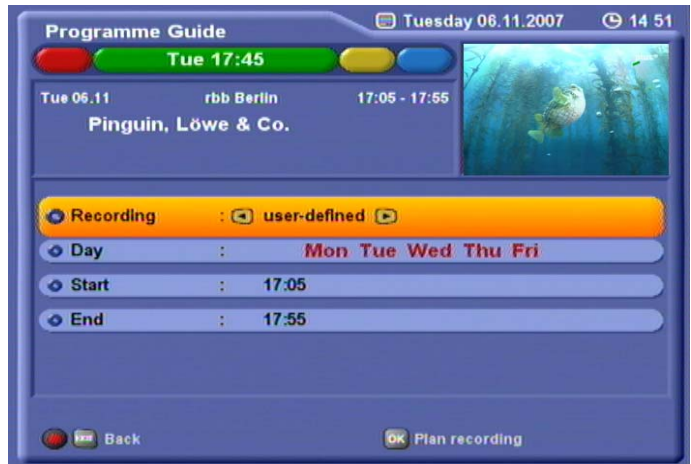 Programme Guide
Tuesday 06.11.2007
14 51
Tue 17:45
Tue 06.11 rbb Berlin 17:05 - 17:55
Pinguin, Löwe & Co.
Recording : user-defined
Day : Mon Tue Wed Thu Fri
Start : 17:05
End : 17:55
EXIT Back
OK Plan recording